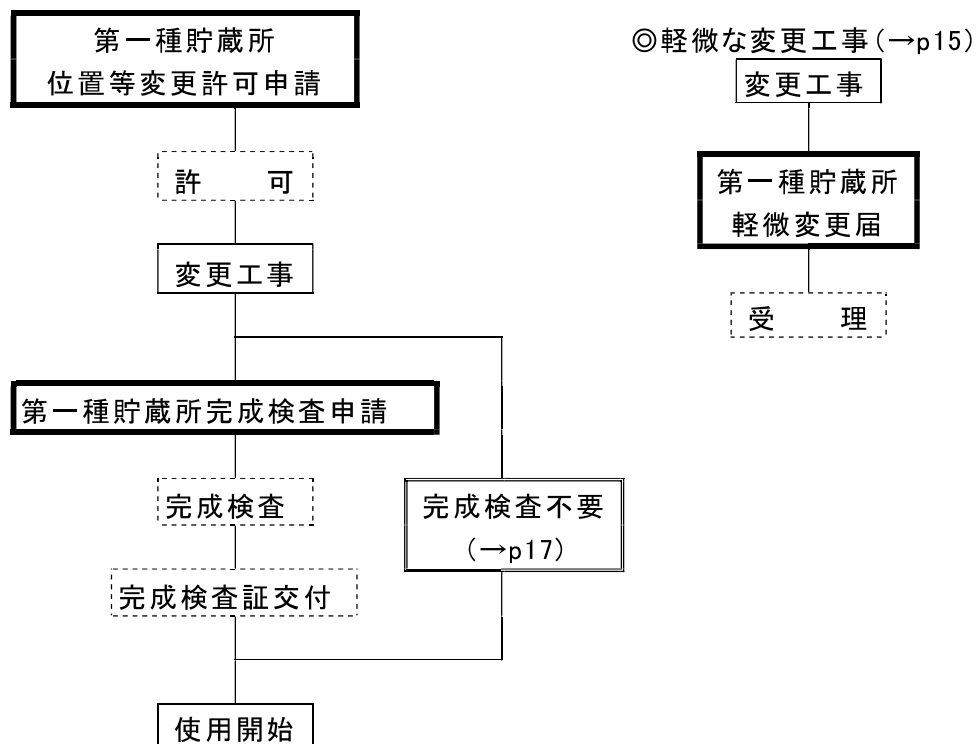 第一種貯蔵所
位置等変更許可申請
許　可
変更工事
第一種貯蔵所完成検査申請
完成検査
完成検査不要
（→p17）
完成検査証交付
使用開始
◎軽微な変更工事（→p15）
変更工事
第一種貯蔵所
軽微変更届
受　理